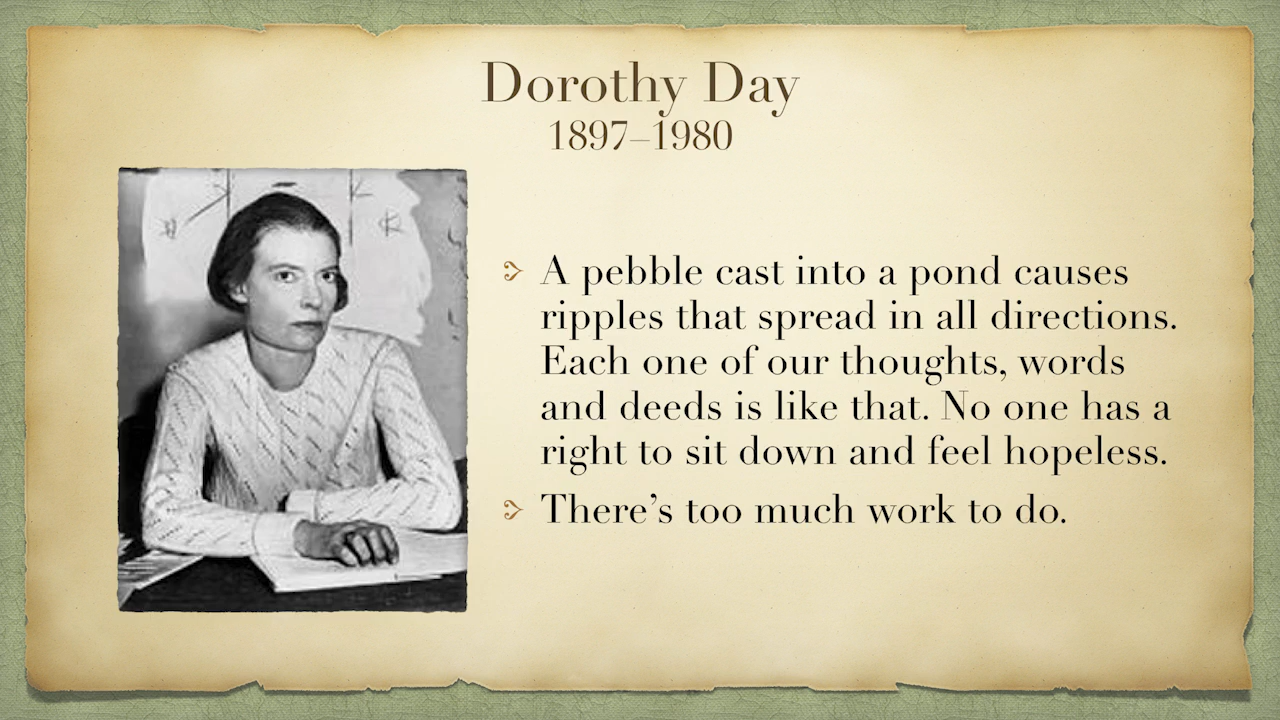 Dorothy Day
1897–1980
A pebble cast into a pond causes
ripples that spread in all directions.
Each one of our thoughts, words
and deeds is like that. No one has a
right to sit down and feel hopeless.
There’s too much work to do.